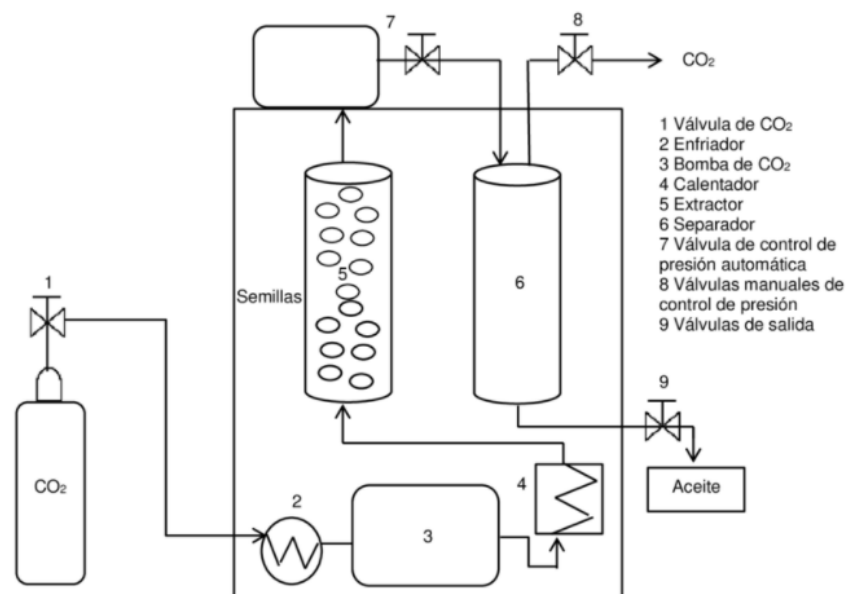 7
8
CO₂
1 Válvula de CO₂
2 Enfriador
3 Bomba de CO₂
4 Calentador
5 Extractor
6 Separador
7 Válvula de control de
presión automática
8 Válvulas manuales de
control de presión
9 Válvulas de salida
1
Semillas
5
6
9
CO₂
2
3
4
Aceite